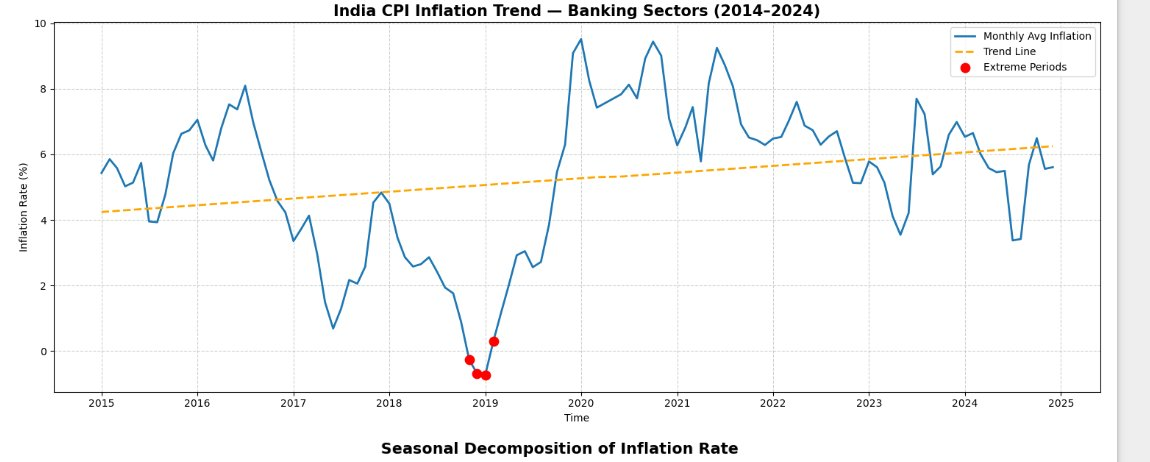 India CPI Inflation Trend — Banking Sectors (2014–2024)
Monthly Avg Inflation
Trend Line
Extreme Periods
Inflation Rate (%)
10
8
6
4
2
0
2015 2016 2017 2018 2019 2020 2021 2022 2023 2024 2025
Time
Seasonal Decomposition of Inflation Rate